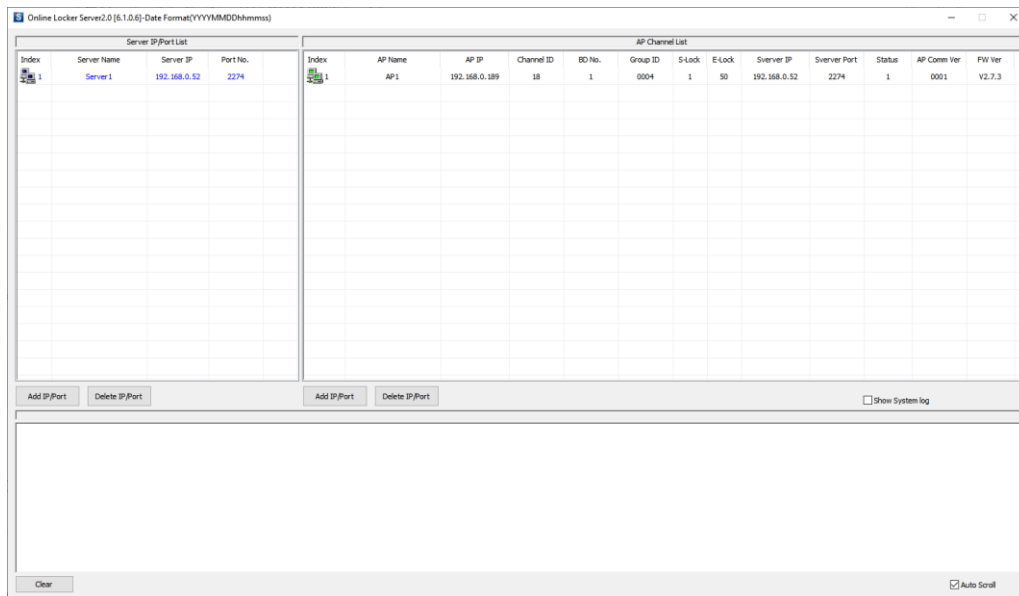 Online Locker Server2.0 [6.1.0.6]-Date Format(YYYYMMDDhhmmss)
Server IP/Port List
AP Channel List
Index Server Name Server IP Port No.
Index AP Name AP IP Channel ID BD No. Group ID S-Lock E-Lock Sverver IP Sverver Port Status AP Comm Ver FW Ver
1 Server1 192.168.0.52 2274
1 AP1 192.168.0.189 18 1 0004 1 50 192.168.0.52 2274 1 0001 V2.7.3
Add IP/Port Delete IP/Port
Add IP/Port Delete IP/Port
Show System log
Clear
Auto Scroll